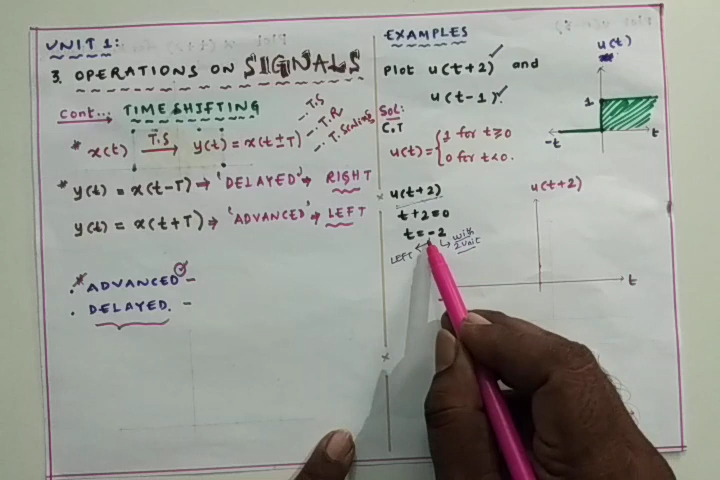 UNIT 1:
3. OPERATIONS ON SIGNALS
Cont... TIME SHIFTING
- T.S
- T.R
- T. Scaling
* x(t) T.S → y(t) = x(t±T)
* y(t) = x(t-T) ⇒ 'DELAYED' ⇒ RIGHT
y(t) = x(t+T) ⇒ 'ADVANCED' ⇒ LEFT
* ADVANCED -
. DELAYED. -
EXAMPLES
Plot u(t+2) and
u(t-1).
Sol:
C.T
u(t) = { 1 for t≥0
0 for t<0.
u(t)
1
-t t
u(t+2)
t+2=0
t=-2
LEFT ← ↳ with
2 unit
u(t+2)
t